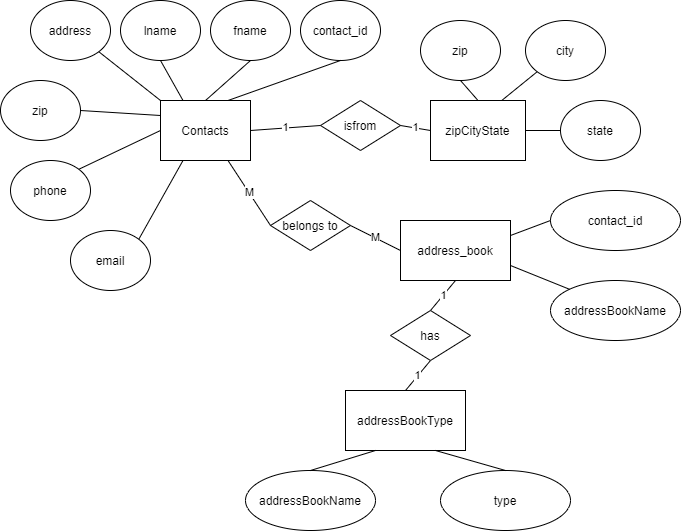 address
lname
fname
contact_id
zip
city
zip
Contacts
1
isfrom
1
zipCityState
state
phone
M
belongs to
M
contact_id
email
address_book
1
addressBookName
has
1
addressBookType
addressBookName
type